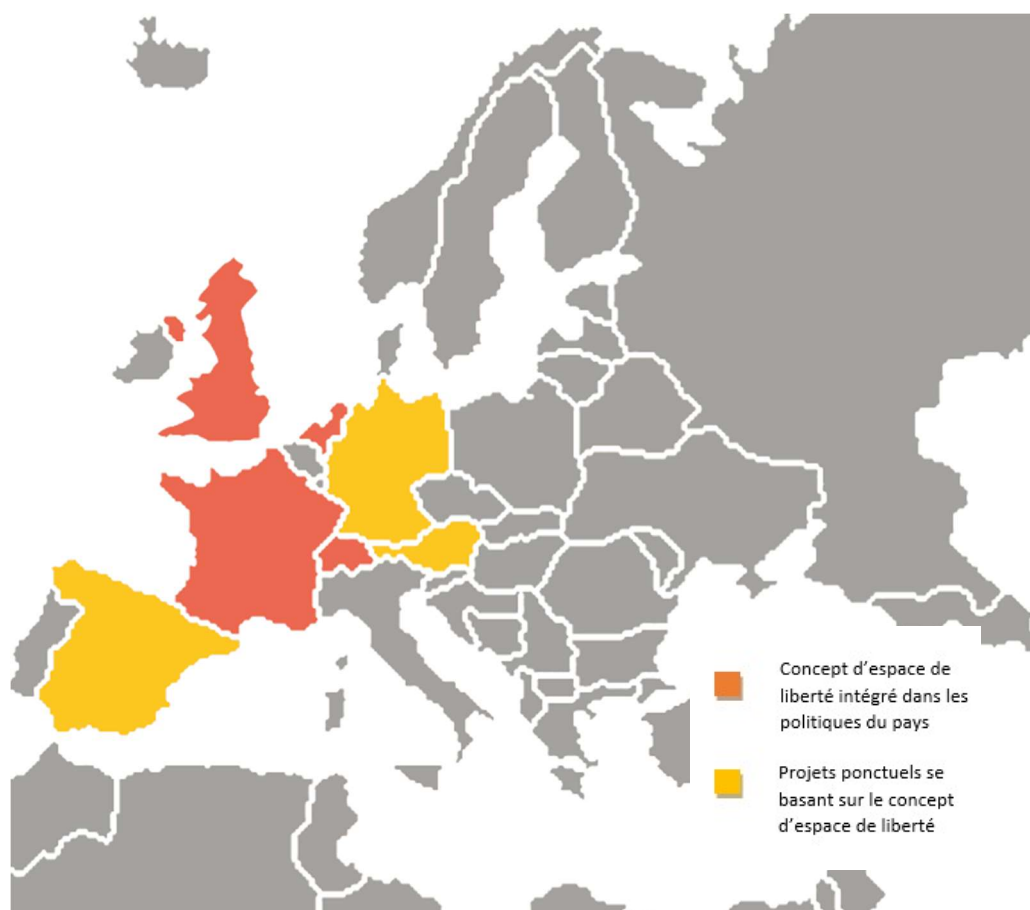 Concept d’espace de
liberté intégré dans les
politiques du pays
Projets ponctuels se
basant sur le concept
d’espace de liberté